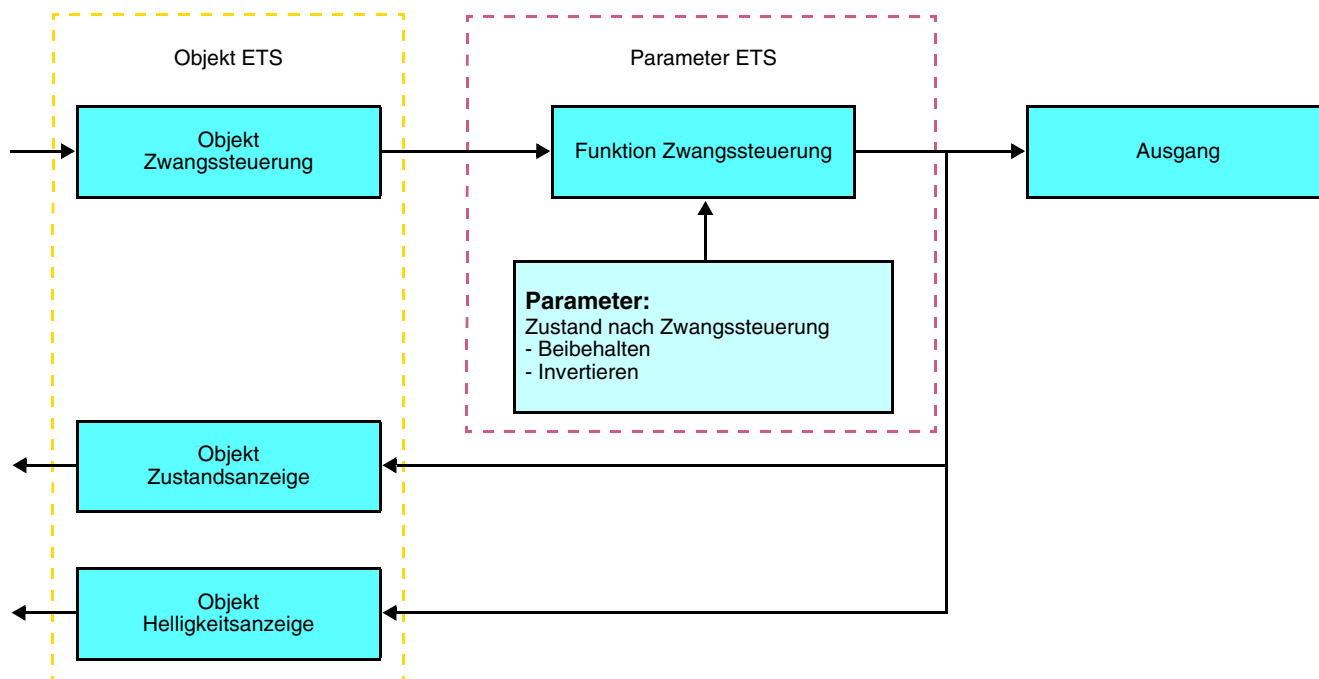 Objekt ETS
Parameter ETS
Objekt
Zwangssteuerung
Funktion Zwangssteuerung
Ausgang
Parameter:
Zustand nach Zwangssteuerung
- Beibehalten
- Invertieren
Objekt
Zustandsanzeige
Objekt
Helligkeitsanzeige